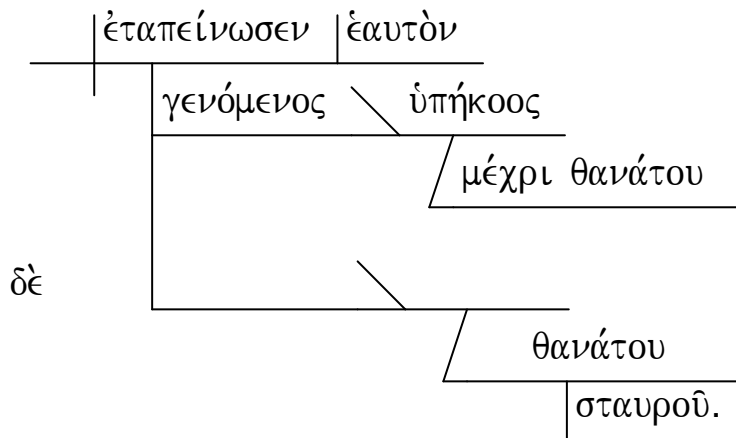 ἐταπείνωσεν ἑαυτὸν
γενόμενος ὑπήκοος
μέχρι θανάτου
δὲ
θανάτου
σταυροῦ.